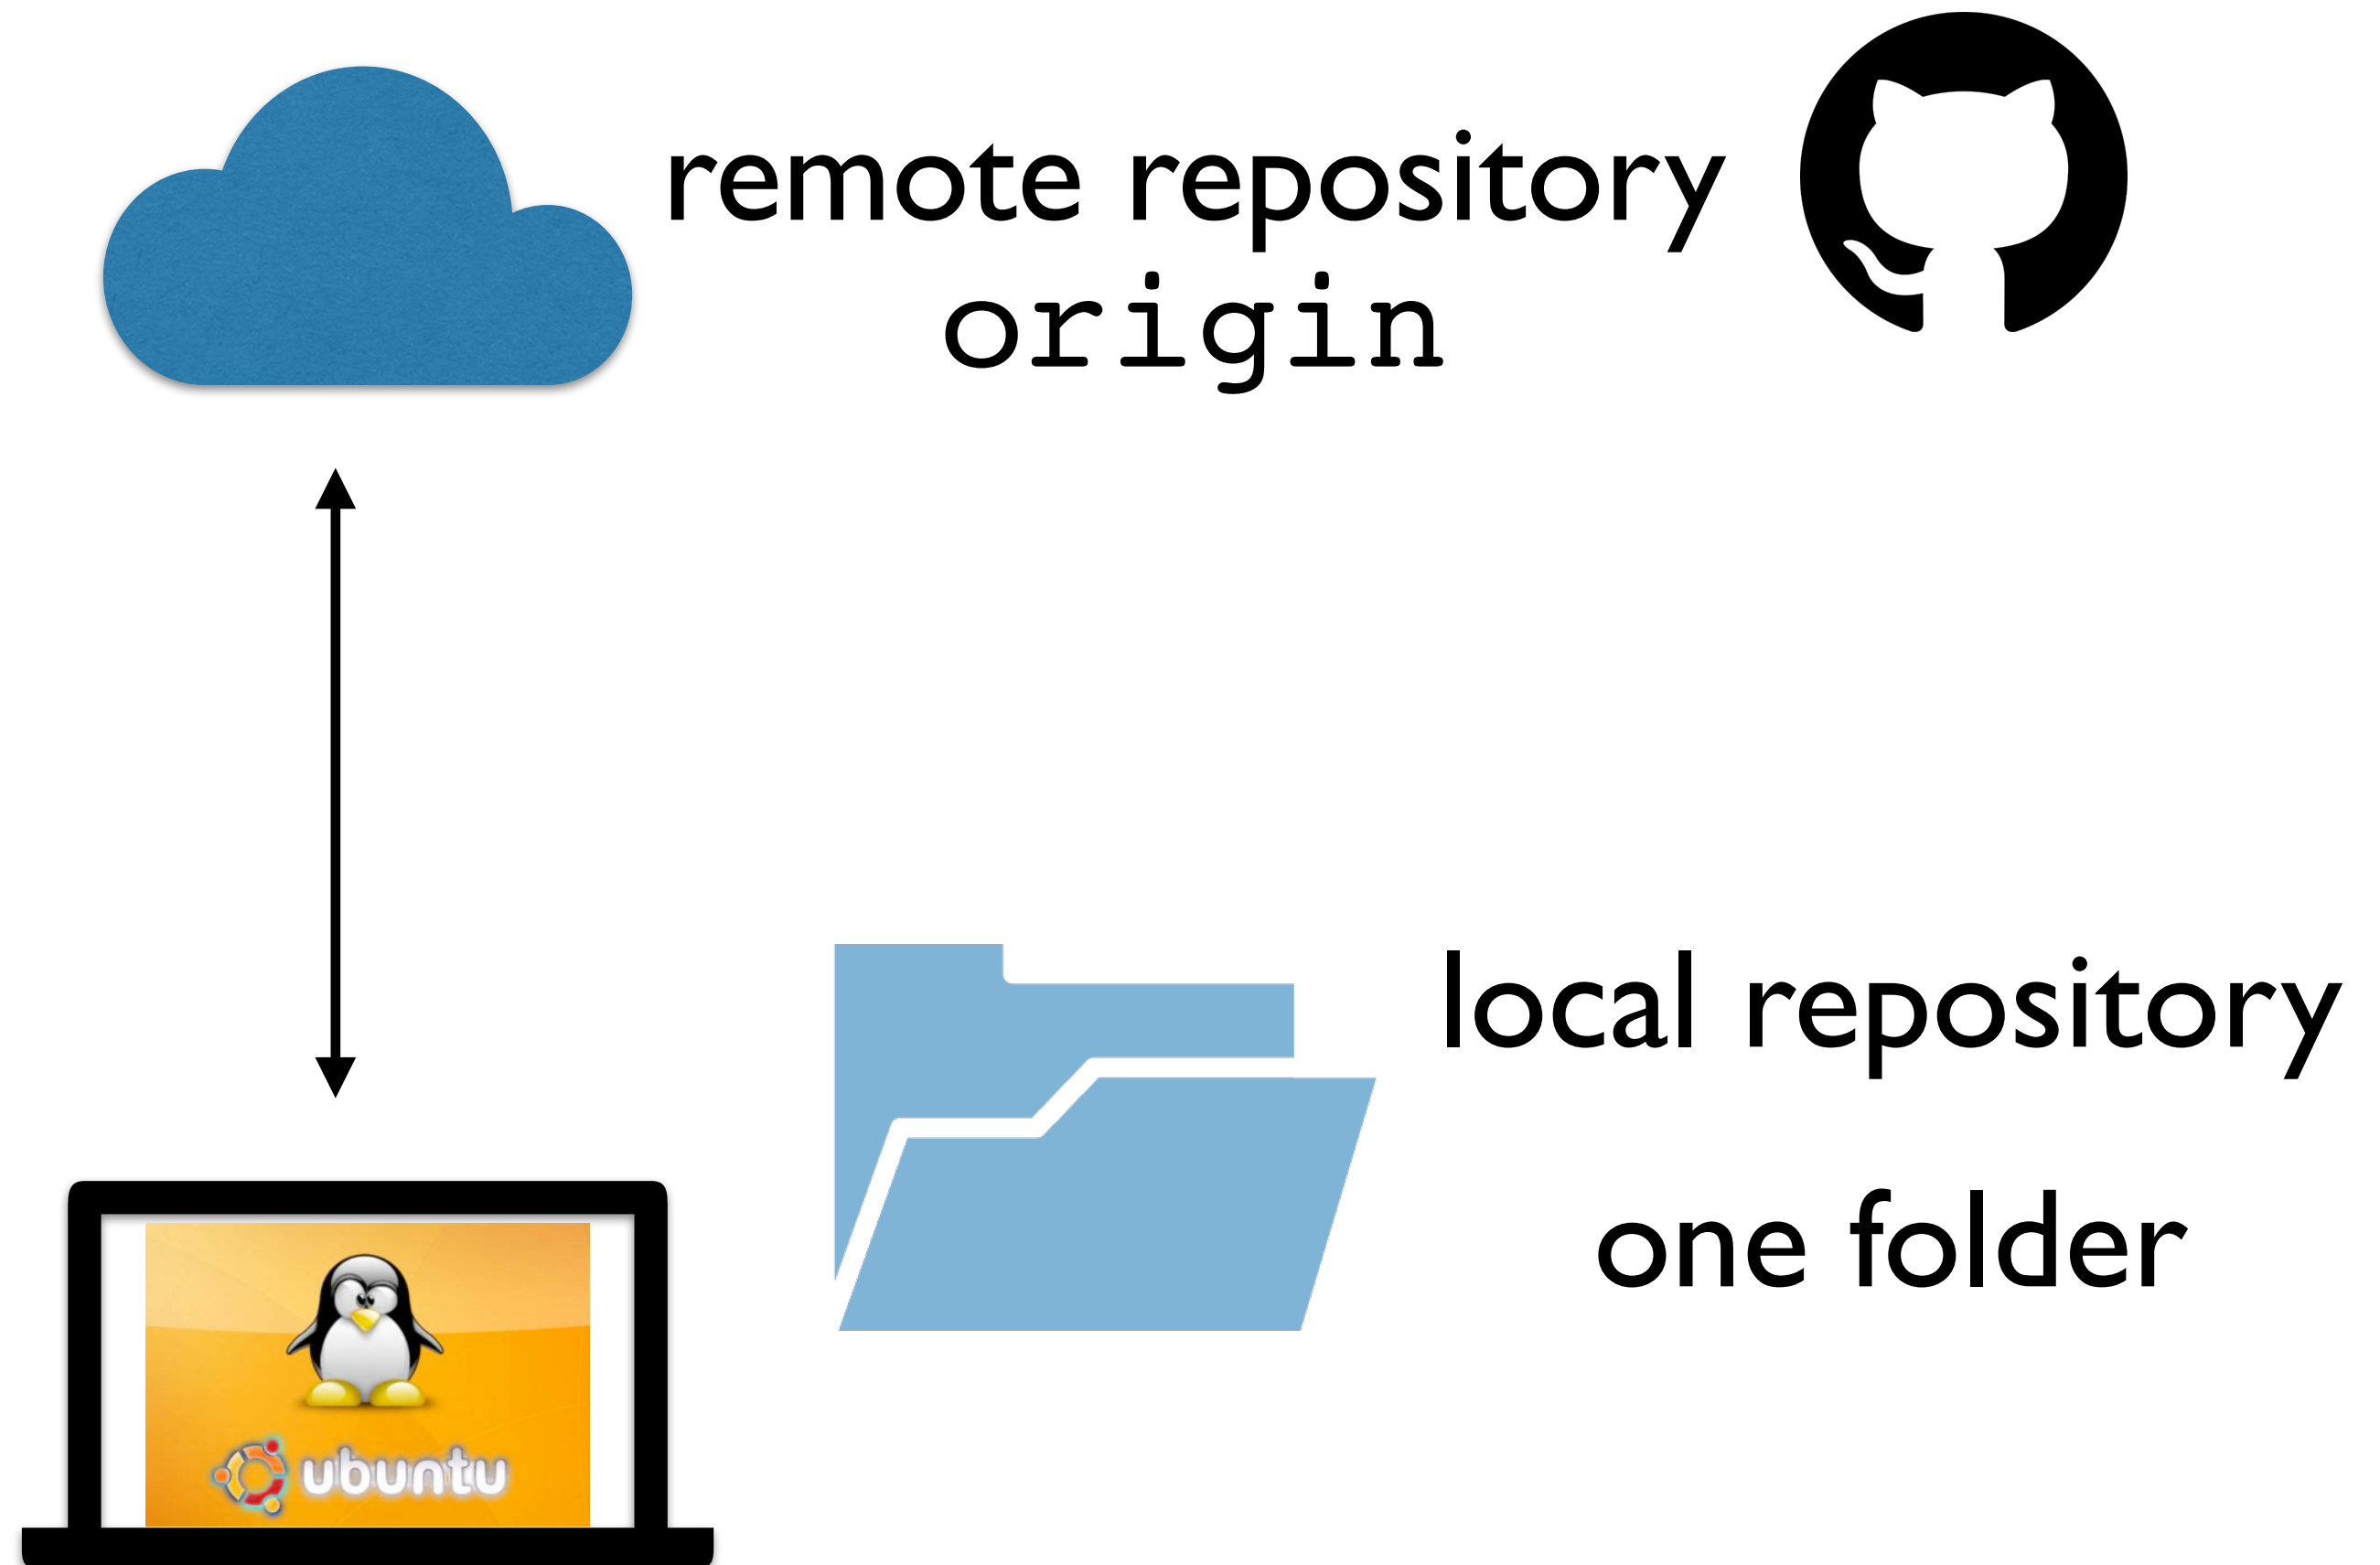 remote repository
origin
local repository
one folder
ubuntu